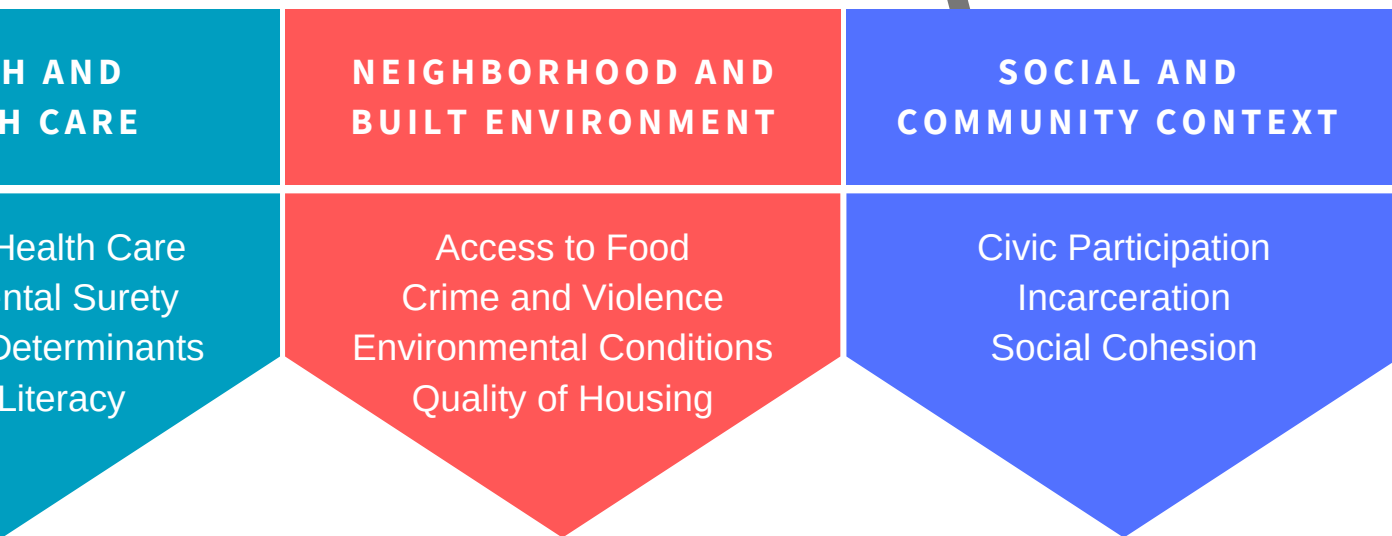 H AND
H CARE
Health Care
ntal Surety
Determinants
Literacy
NEIGHBORHOOD AND
BUILT ENVIRONMENT
Access to Food
Crime and Violence
Environmental Conditions
Quality of Housing
SOCIAL AND
COMMUNITY CONTEXT
Civic Participation
Incarceration
Social Cohesion